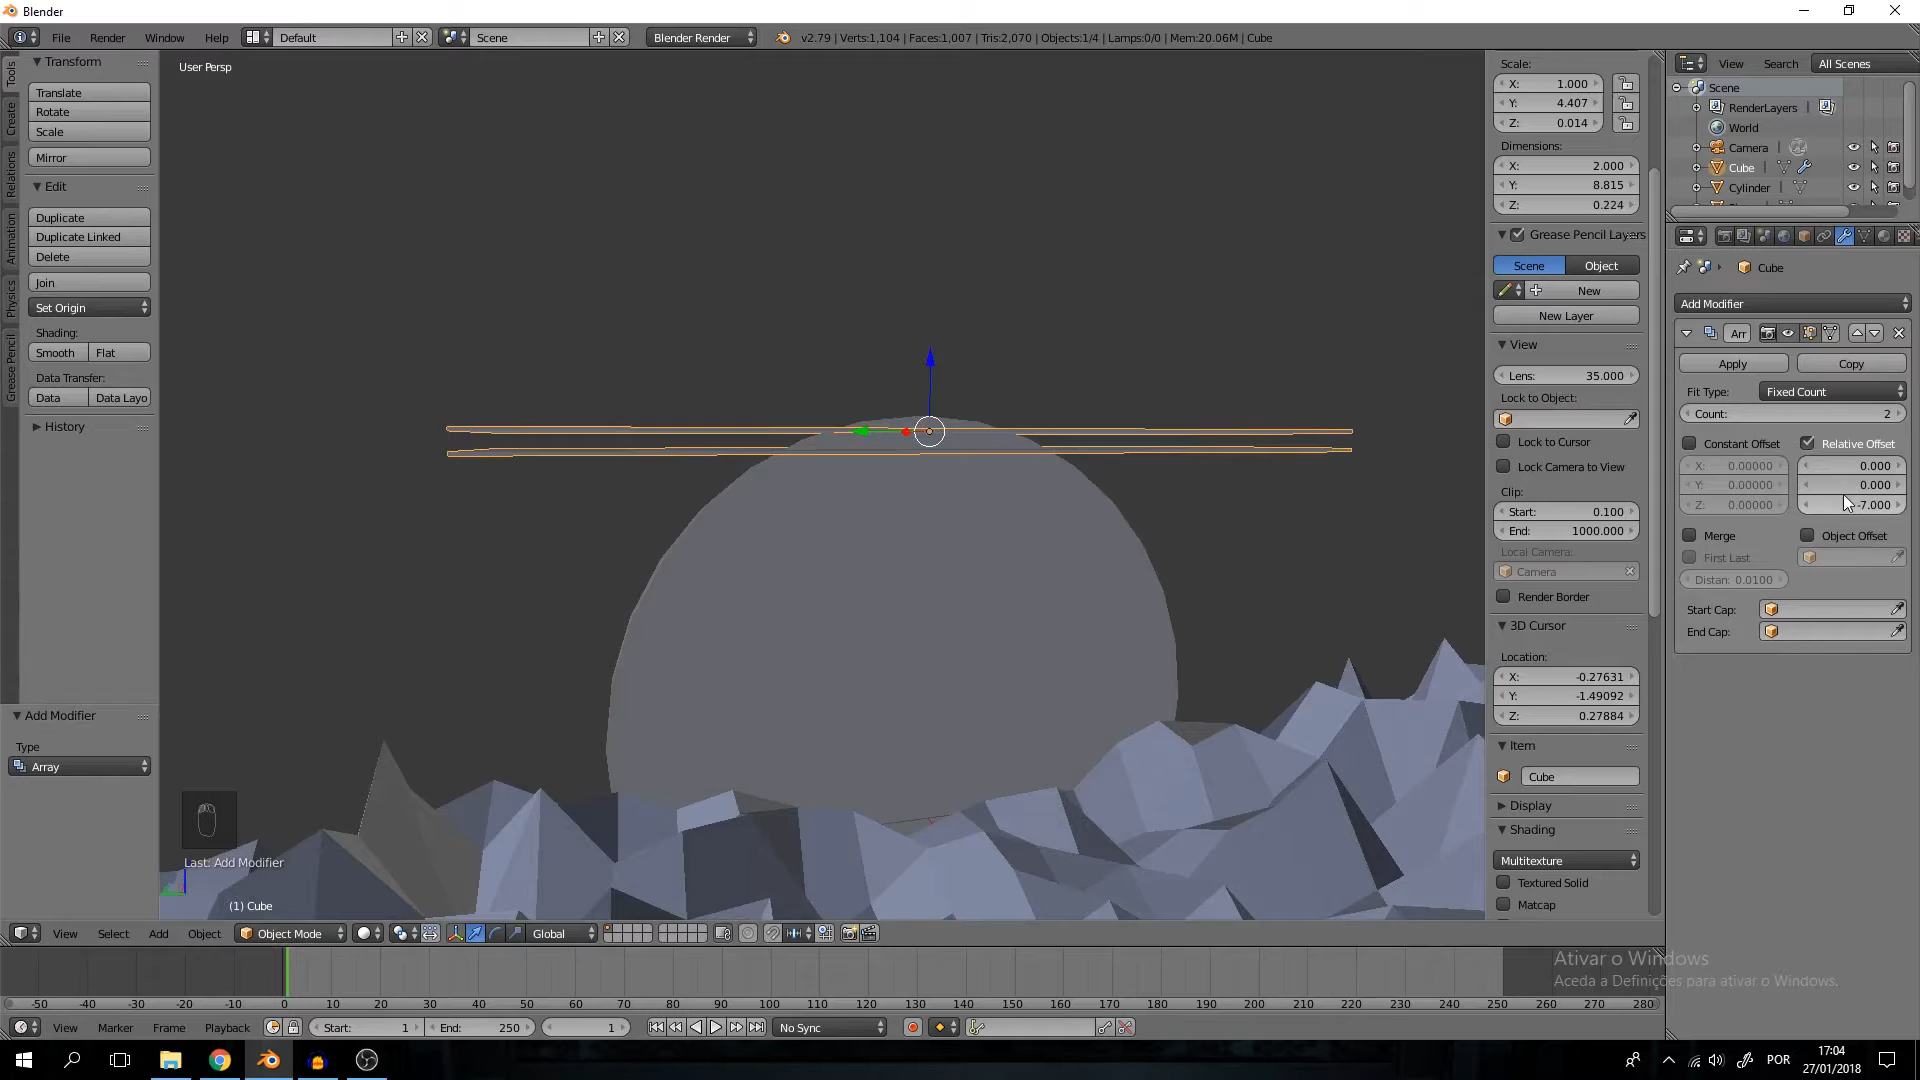 Blender
File Render Window Help Default Scene Blender Render v2.79 | Verts:1,104 | Faces:1,007 | Tris:2,070 | Objects:1/4 | Lamps:0/0 | Mem:20.06M | Cube
Tools
Create
Relations
Animation
Physics
Grease Pencil
Transform
Translate
Rotate
Scale
Mirror
Edit
Duplicate
Duplicate Linked
Delete
Join
Set Origin
Shading:
Smooth Flat
Data Transfer:
Data Data Layo
History
Add Modifier
Type
Array
User Persp
Last: Add Modifier
(1) Cube
Scale:
X: 1.000
Y: 4.407
Z: 0.014
Dimensions:
X: 2.000
Y: 8.815
Z: 0.224
Grease Pencil Layers
Scene Object
New
New Layer
View
Lens: 35.000
Lock to Object:
Lock to Cursor
Lock Camera to View
Clip:
Start: 0.100
End: 1000.000
Local Camera:
Camera
Render Border
3D Cursor
Location:
X: -0.27631
Y: -1.49092
Z: 0.27884
Item
Cube
Display
Shading
Multitexture
Textured Solid
Matcap
View Search All Scenes
Scene
RenderLayers |
World
Camera |
Cube |
Cylinder |
Cube
Add Modifier
Arr
Apply Copy
Fit Type: Fixed Count
Count: 2
Constant Offset Relative Offset
X: 0.00000 0.000
Y: 0.00000 0.000
Z: 0.00000 -7.000
Merge Object Offset
First Last
Distan: 0.0100
Start Cap:
End Cap:
View Select Add Object Object Mode Global
Ativar o Windows
Aceda a Definições para ativar o Windows.
-50 -40 -30 -20 -10 0 10 20 30 40 50 60 70 80 90 100 110 120 130 140 150 160 170 180 190 200 210 220 230 240 250 260 270 280
View Marker Frame Playback Start: 1 End: 250 1 No Sync
POR
17:04
27/01/2018